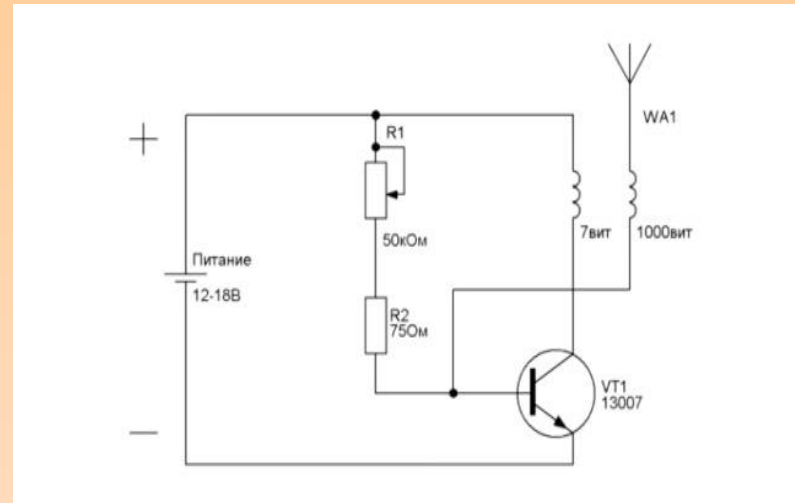 WA1
+
R1
50кОм
7вит
1000вит
Питание
12-18В
R2
75Ом
VT1
13007
—